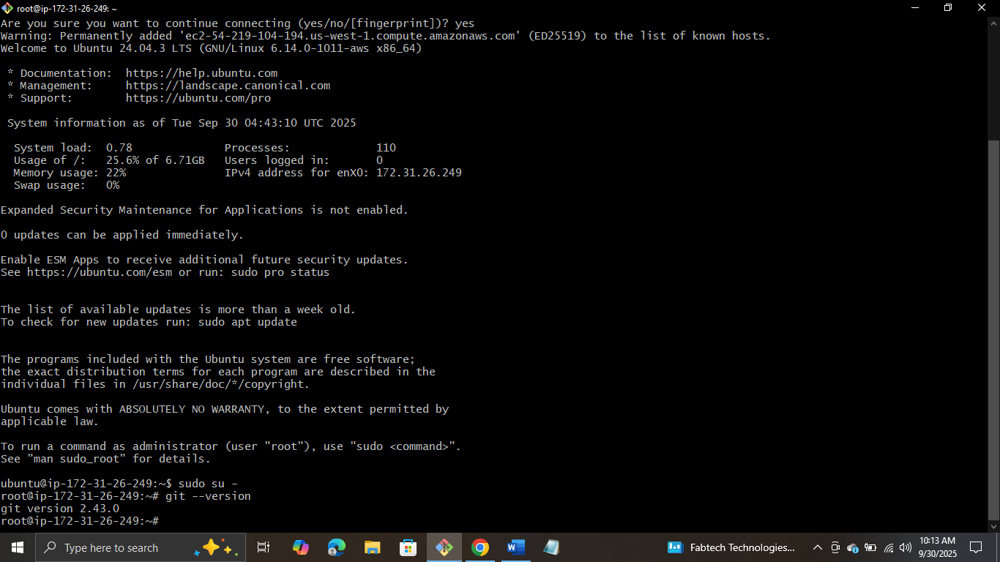 root@ip-172-31-26-249: ~
Are you sure you want to continue connecting (yes/no/[fingerprint])? yes
Warning: Permanently added 'ec2-54-219-104-194.us-west-1.compute.amazonaws.com' (ED25519) to the list of known hosts.
Welcome to Ubuntu 24.04.3 LTS (GNU/Linux 6.14.0-1011-aws x86_64)
* Documentation:  https://help.ubuntu.com
* Management:     https://landscape.canonical.com
* Support:        https://ubuntu.com/pro
System information as of Tue Sep 30 04:43:10 UTC 2025
System load:  0.78              Processes:             110
Usage of /:   25.6% of 6.71GB   Users logged in:       0
Memory usage: 22%               IPv4 address for enX0: 172.31.26.249
Swap usage:   0%
Expanded Security Maintenance for Applications is not enabled.
0 updates can be applied immediately.
Enable ESM Apps to receive additional future security updates.
See https://ubuntu.com/esm or run: sudo pro status
The list of available updates is more than a week old.
To check for new updates run: sudo apt update
The programs included with the Ubuntu system are free software;
the exact distribution terms for each program are described in the
individual files in /usr/share/doc/*/copyright.
Ubuntu comes with ABSOLUTELY NO WARRANTY, to the extent permitted by
applicable law.
To run a command as administrator (user "root"), use "sudo <command>".
See "man sudo_root" for details.
ubuntu@ip-172-31-26-249:~$ sudo su -
root@ip-172-31-26-249:~# git --version
git version 2.43.0
root@ip-172-31-26-249:~#
Type here to search
Fabtech Technologies...
10:13 AM
9/30/2025